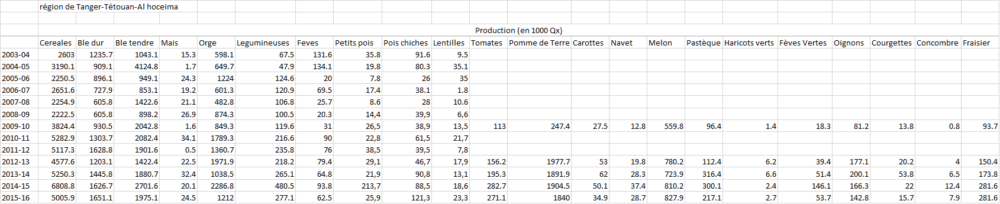 région de Tanger-Tétouan-Al hoceima
Production (en 1000 Qx)
Cereales Ble dur Ble tendre Mais Orge Legumineuses Feves Petits pois Pois chiches Lentilles Tomates Pomme de Terre Carottes Navet Melon Pastèque Haricots verts Fèves Vertes Oignons Courgettes Concombre Fraisier
2003-04 2603 1235.7 1043.1 15.3 598.1 67.5 131.6 35.8 91.6 9.5
2004-05 3190.1 909.1 4124.8 1.7 649.7 47.9 134.1 19.8 80.3 35.1
2005-06 2250.5 896.1 949.1 24.3 1224 124.6 20 7.8 26 35
2006-07 2651.6 727.9 853.1 19.2 601.3 120.9 69.5 17.4 38.1 1.8
2007-08 2254.9 605.8 1422.6 21.1 482.8 106.8 25.7 8.6 28 10.6
2008-09 2222.5 605.8 898.2 26.9 874.3 100.5 20.3 14,4 39,9 6,6
2009-10 3824.4 930.5 2042.8 1.6 849.3 119.6 31 26,5 38,9 13,5 113 247.4 27.5 12.8 559.8 96.4 1.4 18.3 81.2 13.8 0.8 93.7
2010-11 5282.9 1303.7 2082.4 34.1 1789.3 216.6 90 22,8 61,5 21,7
2011-12 5117.3 1628.8 1901.6 0.5 1360.7 235.8 76 38,5 39,5 7,8
2012-13 4577.6 1203.1 1422.4 22.5 1971.9 218.2 79.4 29,1 46,7 17,9 156.2 1977.7 53 19.8 780.2 112.4 6.2 39.4 177.1 20.2 4 150.4
2013-14 5250.3 1445.8 1880.7 32.4 1038.5 265.1 64.8 21,9 90,8 13,1 195.3 1891.9 62 28.3 723.9 316.4 6.6 51.4 200.1 53.8 6.5 173.8
2014-15 6808.8 1626.7 2701.6 20.1 2286.8 480.5 93.8 213,7 88,5 18,6 282.7 1904.5 50.1 37.4 810.2 300.1 2.4 146.1 166.3 22 12.4 281.6
2015-16 5005.9 1651.1 1975.1 24.5 1212 277.1 62.5 25,9 121,3 23,3 271.1 1840 34.9 28.7 827.9 217.1 2.7 53.7 142.8 15.7 7.9 281.6